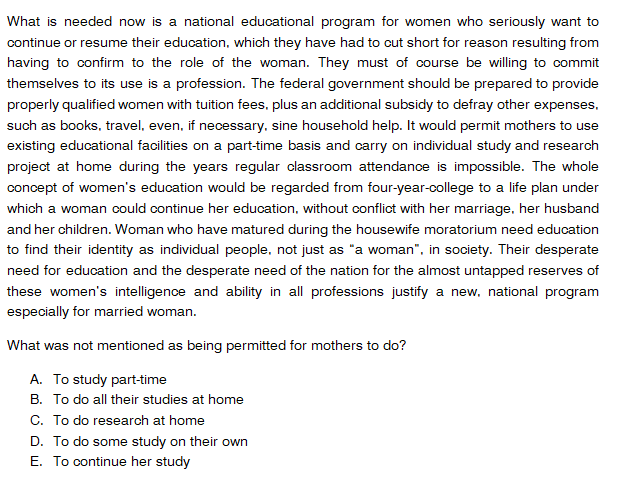 What is needed now is a national educational program for women who seriously want to
continue or resume their education, which they have had to cut short for reason resulting from
having to confirm to the role of the woman. They must of course be willing to commit
themselves to its use is a profession. The federal government should be prepared to provide
properly qualified women with tuition fees, plus an additional subsidy to defray other expenses,
such as books, travel, even, if necessary, sine household help. It would permit mothers to use
existing educational facilities on a part-time basis and carry on individual study and research
project at home during the years regular classroom attendance is impossible. The whole
concept of women's education would be regarded from four-year-college to a life plan under
which a woman could continue her education, without conflict with her marriage, her husband
and her children. Woman who have matured during the housewife moratorium need education
to find their identity as individual people, not just as "a woman", in society. Their desperate
need for education and the desperate need of the nation for the almost untapped reserves of
these women's intelligence and ability in all professions justify a new, national program
especially for married woman.
What was not mentioned as being permitted for mothers to do?
A. To study part-time
B. To do all their studies at home
C. To do research at home
D. To do some study on their own
E. To continue her study